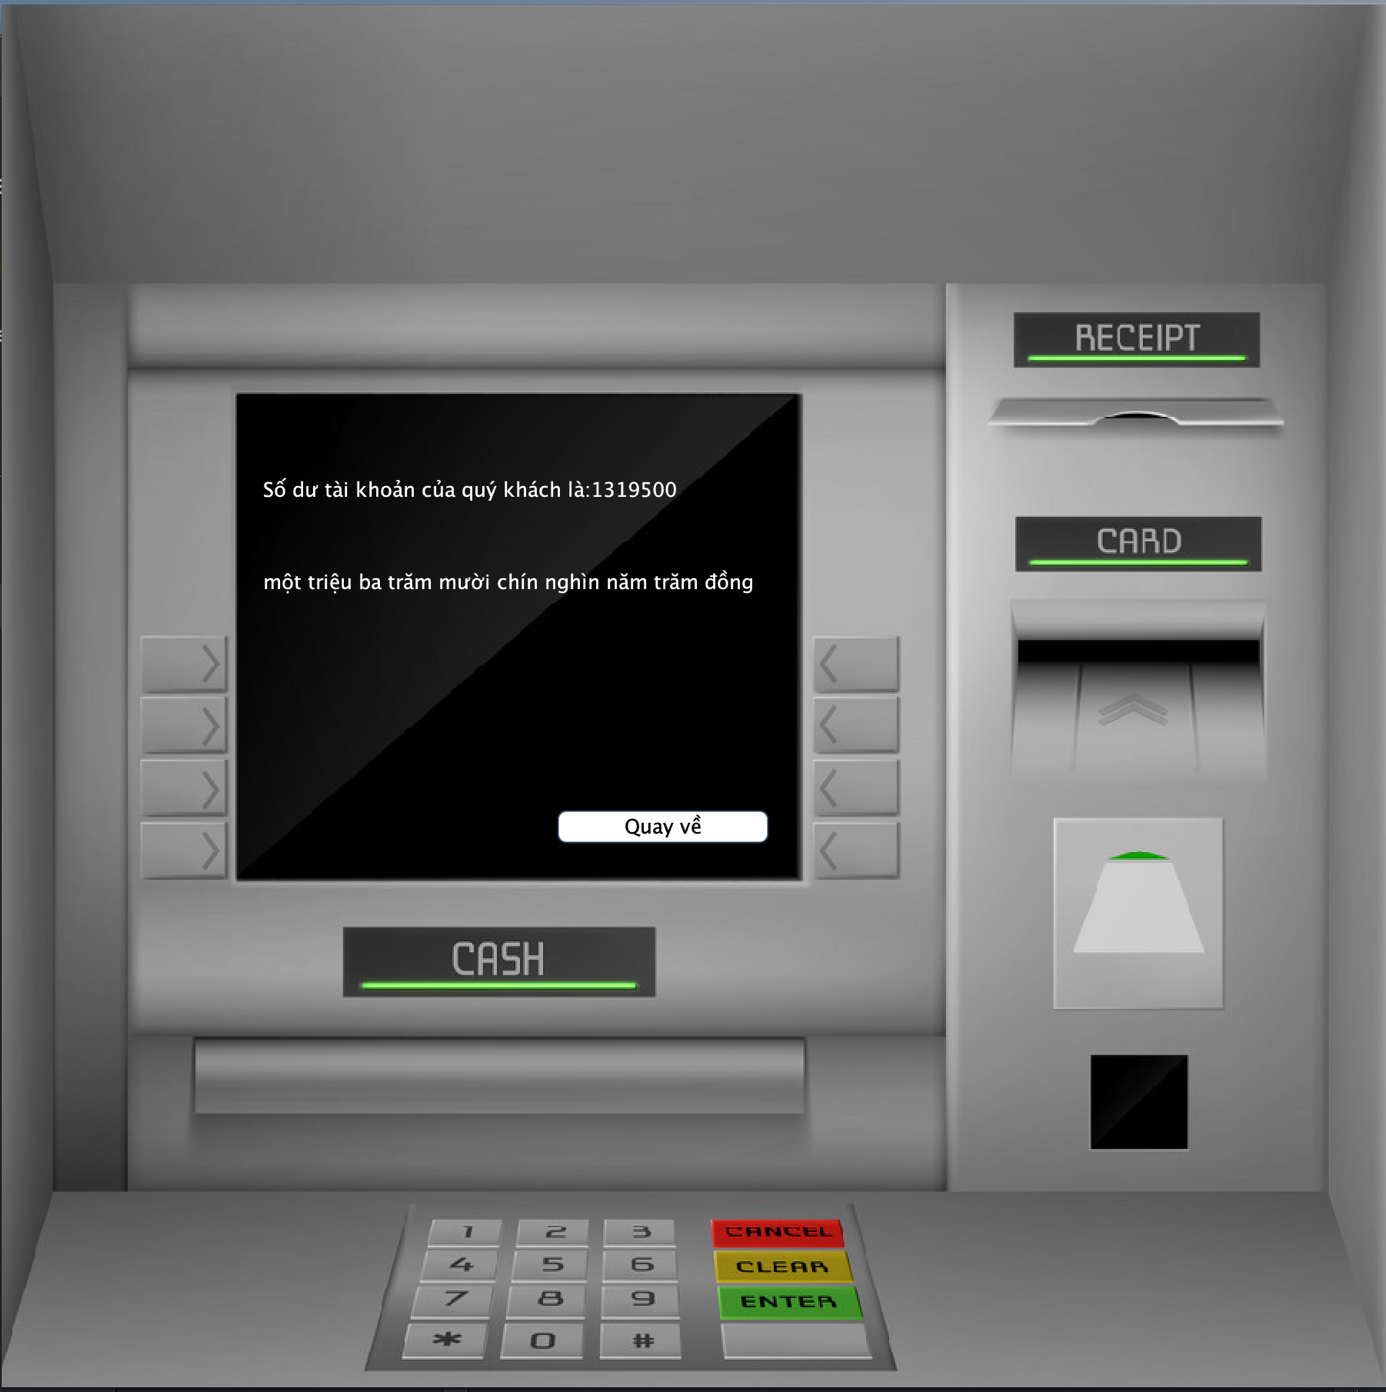 RECEIPT
Số dư tài khoản của quý khách là:1319500
CARD
một triệu ba trăm mười chín nghìn năm trăm đồng
Quay về
CASH
1 2 3 CANCEL
4 5 6 CLEAR
7 8 9 ENTER
* 0 #